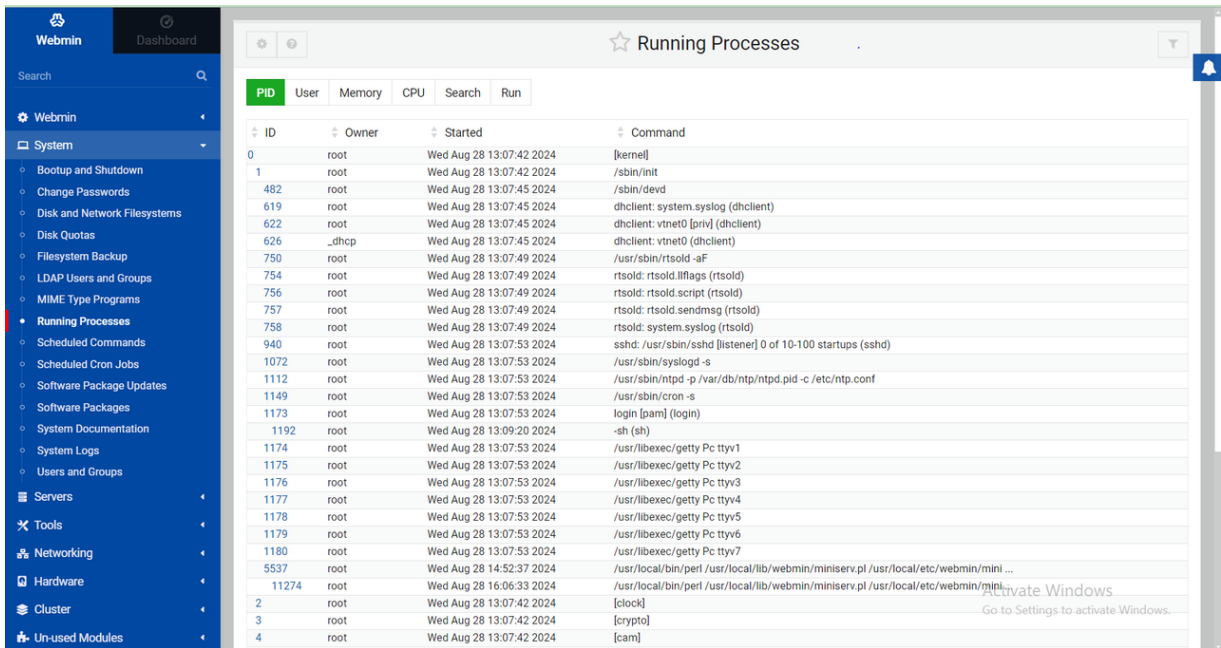 Webmin
Dashboard
Search
Webmin
System
Bootup and Shutdown
Change Passwords
Disk and Network Filesystems
Disk Quotas
Filesystem Backup
LDAP Users and Groups
MIME Type Programs
Running Processes
Scheduled Commands
Scheduled Cron Jobs
Software Package Updates
Software Packages
System Documentation
System Logs
Users and Groups
Servers
Tools
Networking
Hardware
Cluster
Un-used Modules
Running Processes
PID User Memory CPU Search Run
ID Owner Started Command
0 root Wed Aug 28 13:07:42 2024 [kernel]
1 root Wed Aug 28 13:07:42 2024 /sbin/init
482 root Wed Aug 28 13:07:45 2024 /sbin/devd
619 root Wed Aug 28 13:07:45 2024 dhclient: system.syslog (dhclient)
622 root Wed Aug 28 13:07:45 2024 dhclient: vtnet0 [priv] (dhclient)
626 _dhcp Wed Aug 28 13:07:45 2024 dhclient: vtnet0 (dhclient)
750 root Wed Aug 28 13:07:49 2024 /usr/sbin/rtsold -aF
754 root Wed Aug 28 13:07:49 2024 rtsold: rtsold.llflags (rtsold)
756 root Wed Aug 28 13:07:49 2024 rtsold: rtsold.script (rtsold)
757 root Wed Aug 28 13:07:49 2024 rtsold: rtsold.sendmsg (rtsold)
758 root Wed Aug 28 13:07:49 2024 rtsold: system.syslog (rtsold)
940 root Wed Aug 28 13:07:53 2024 sshd: /usr/sbin/sshd [listener] 0 of 10-100 startups (sshd)
1072 root Wed Aug 28 13:07:53 2024 /usr/sbin/syslogd -s
1112 root Wed Aug 28 13:07:53 2024 /usr/sbin/ntpd -p /var/db/ntp/ntpd.pid -c /etc/ntp.conf
1149 root Wed Aug 28 13:07:53 2024 /usr/sbin/cron -s
1173 root Wed Aug 28 13:07:53 2024 login [pam] (login)
1192 root Wed Aug 28 13:09:20 2024 -sh (sh)
1174 root Wed Aug 28 13:07:53 2024 /usr/libexec/getty Pc ttyv1
1175 root Wed Aug 28 13:07:53 2024 /usr/libexec/getty Pc ttyv2
1176 root Wed Aug 28 13:07:53 2024 /usr/libexec/getty Pc ttyv3
1177 root Wed Aug 28 13:07:53 2024 /usr/libexec/getty Pc ttyv4
1178 root Wed Aug 28 13:07:53 2024 /usr/libexec/getty Pc ttyv5
1179 root Wed Aug 28 13:07:53 2024 /usr/libexec/getty Pc ttyv6
1180 root Wed Aug 28 13:07:53 2024 /usr/libexec/getty Pc ttyv7
5537 root Wed Aug 28 14:52:37 2024 /usr/local/bin/perl /usr/local/lib/webmin/miniserv.pl /usr/local/etc/webmin/mini ...
11274 root Wed Aug 28 16:06:33 2024 /usr/local/bin/perl /usr/local/lib/webmin/miniserv.pl /usr/local/etc/webmin/mini...
2 root Wed Aug 28 13:07:42 2024 [clock]
3 root Wed Aug 28 13:07:42 2024 [crypto]
4 root Wed Aug 28 13:07:42 2024 [cam]
Activate Windows
Go to Settings to activate Windows.